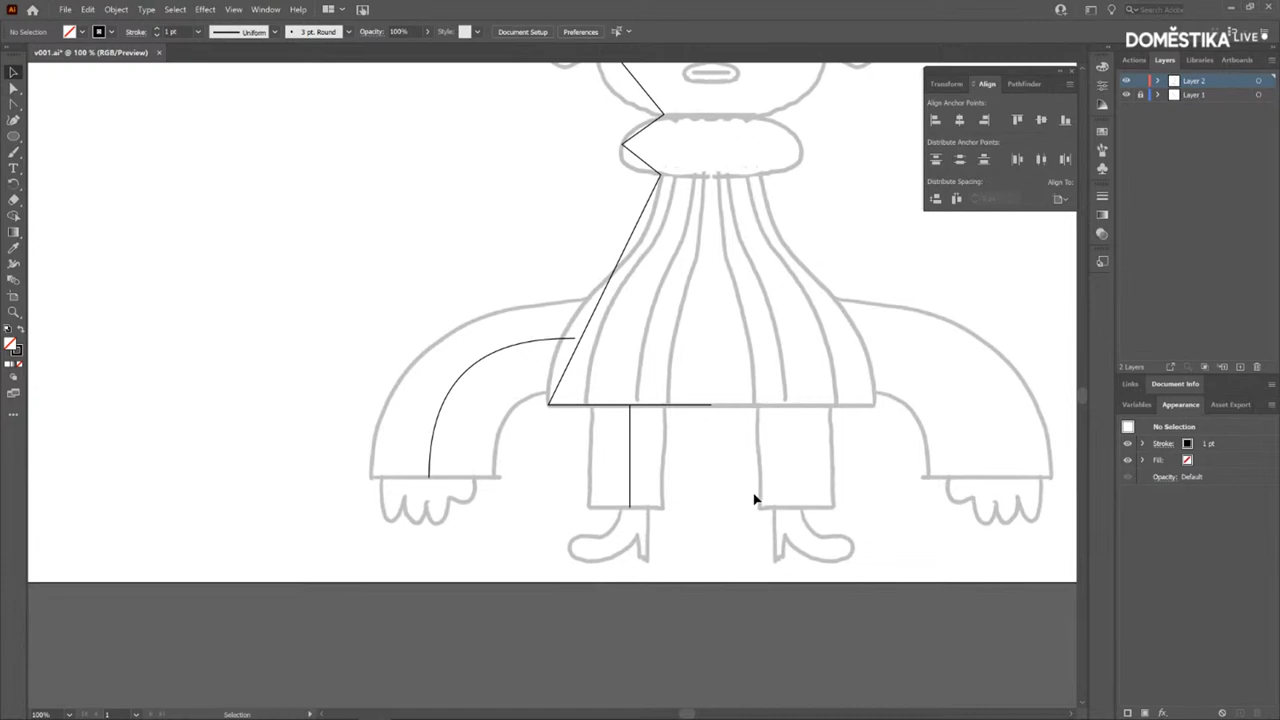 Ai File Edit Object Type Select Effect View Window Help Search Adobe
DOMESTIKA LIVE
No Selection Stroke: 1 pt Uniform 3 pt. Round Opacity: 100% Style: Document Setup Preferences
v001.ai* @ 100 % (RGB/Preview) ×
Actions Layers Libraries Artboards
Transform Align Pathfinder
Layer 2
Layer 1
Align Anchor Points:
Distribute Anchor Points:
Distribute Spacing: Align To:
2 Layers
Links Document Info
Variables Appearance Asset Export
No Selection
Stroke: 1 pt
Fill:
Opacity: Default
100% 1 Selection